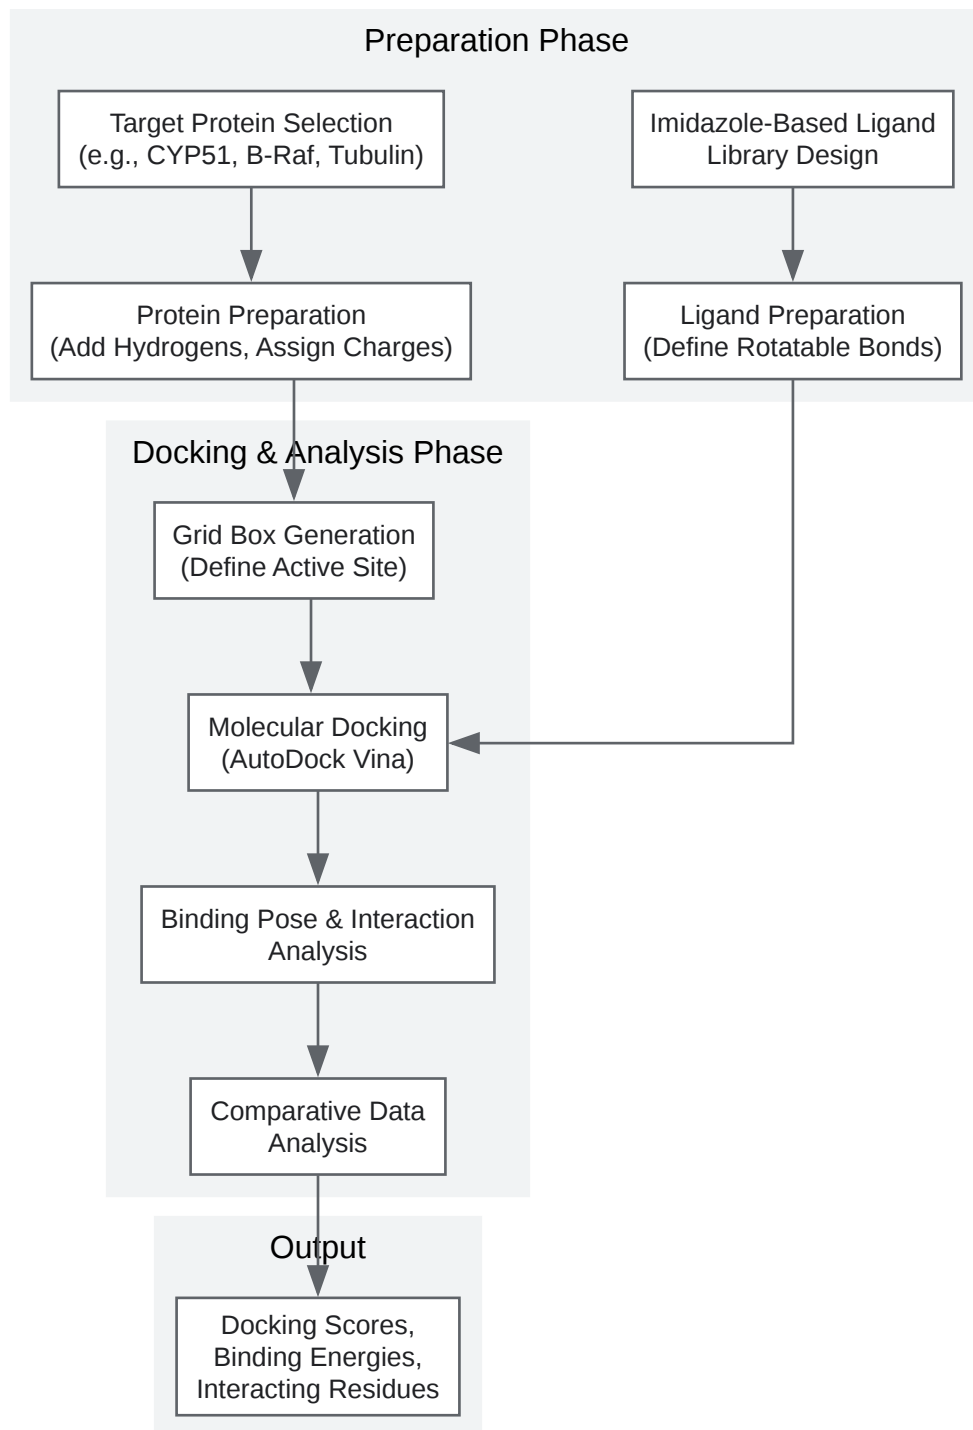 Preparation Phase
Target Protein Selection
(e.g., CYP51, B-Raf, Tubulin)
Imidazole-Based Ligand
Library Design
Protein Preparation
(Add Hydrogens, Assign Charges)
Ligand Preparation
(Define Rotatable Bonds)
Docking & Analysis Phase
Grid Box Generation
(Define Active Site)
Molecular Docking
(AutoDock Vina)
Binding Pose & Interaction
Analysis
Comparative Data
Analysis
Output
Docking Scores,
Binding Energies,
Interacting Residues